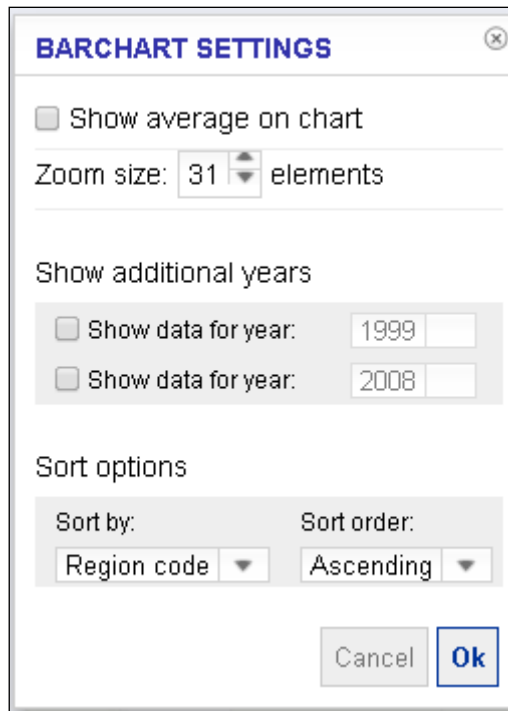 BARCHART SETTINGS
Show average on chart
Zoom size: 31 elements
Show additional years
Show data for year: 1999
Show data for year: 2008
Sort options
Sort by: Sort order:
Region code Ascending
Cancel Ok